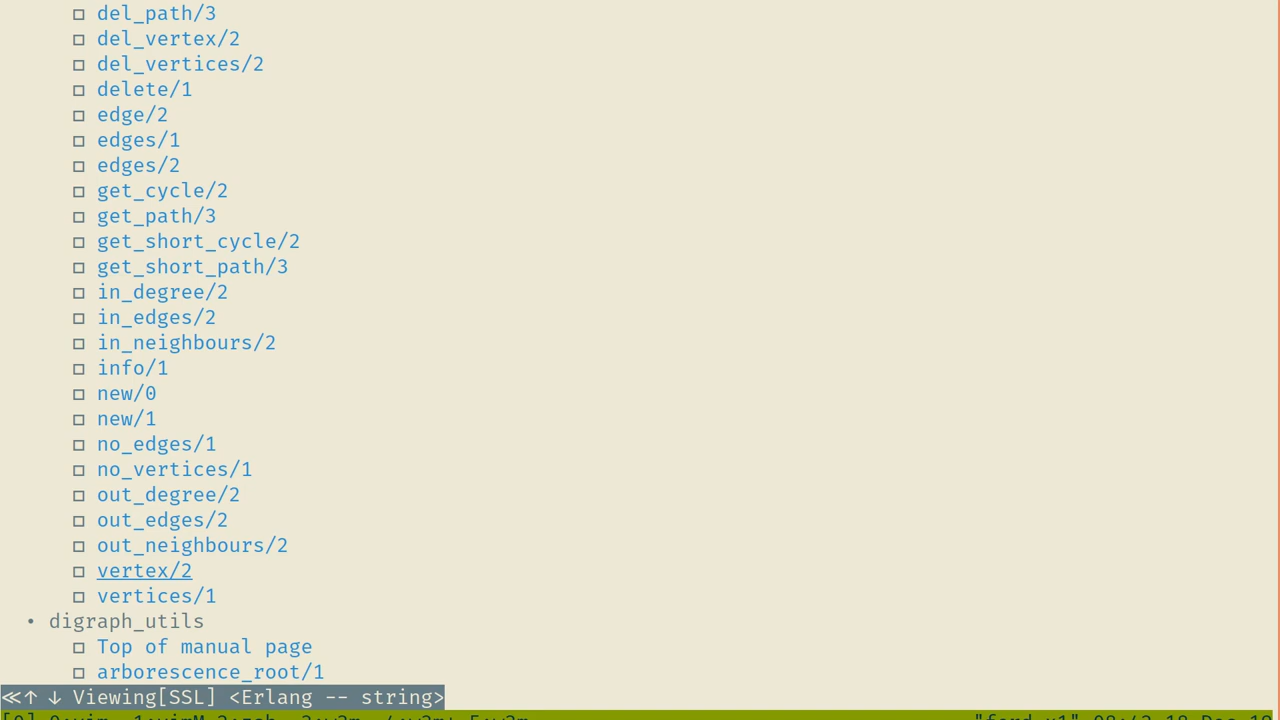 □ del_path/3
□ del_vertex/2
□ del_vertices/2
□ delete/1
□ edge/2
□ edges/1
□ edges/2
□ get_cycle/2
□ get_path/3
□ get_short_cycle/2
□ get_short_path/3
□ in_degree/2
□ in_edges/2
□ in_neighbours/2
□ info/1
□ new/0
□ new/1
□ no_edges/1
□ no_vertices/1
□ out_degree/2
□ out_edges/2
□ out_neighbours/2
□ vertex/2
□ vertices/1
• digraph_utils
□ Top of manual page
□ arborescence_root/1
≪↑ ↓ Viewing[SSL] <Erlang -- string>